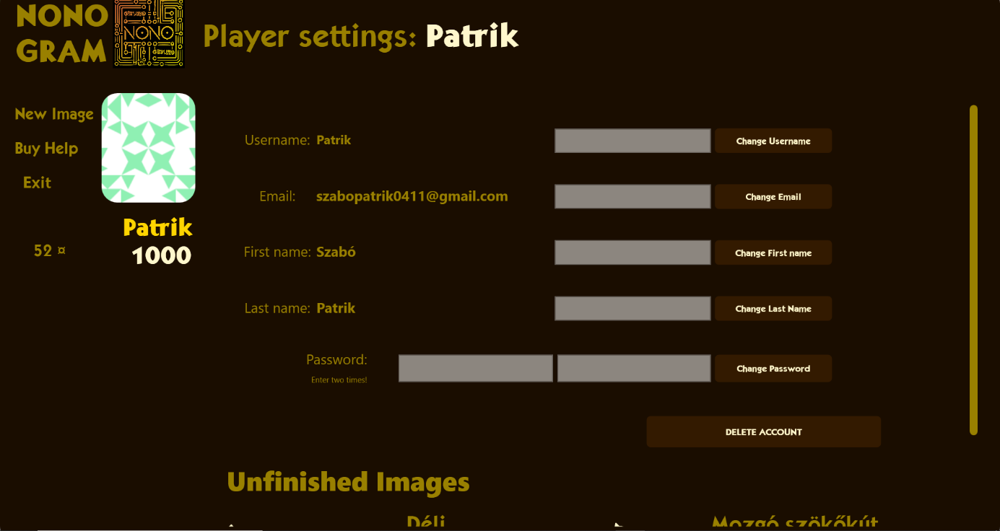 NONO
GRAM
NONO
Player settings: Patrik
New Image
Buy Help
Exit
52 ¤
Patrik
1000
Username: Patrik
Change Username
Email: szabopatrik0411@gmail.com
Change Email
First name: Szabó
Change First name
Last name: Patrik
Change Last Name
Password:
Enter two times!
Change Password
DELETE ACCOUNT
Unfinished Images
Déli
Mozgó szökőkút